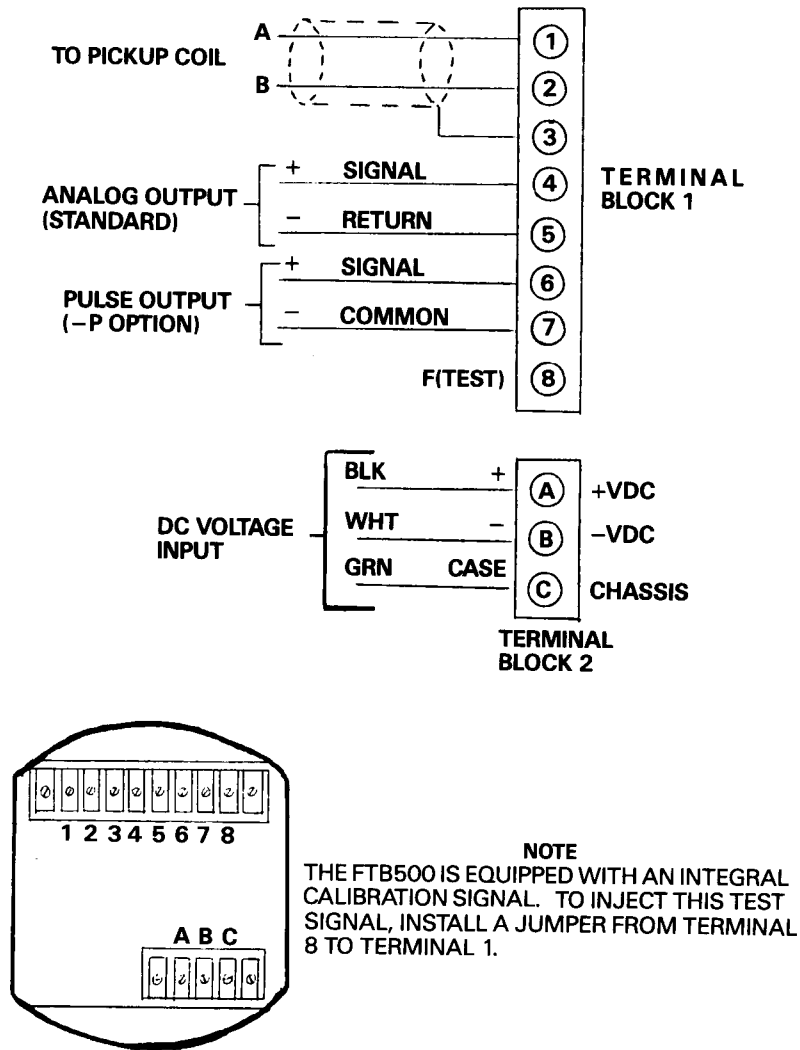 A
TO PICKUP COIL
B
1
2
3
+ SIGNAL
4
ANALOG OUTPUT
(STANDARD)
TERMINAL
BLOCK 1
− RETURN
5
+ SIGNAL
6
PULSE OUTPUT
(−P OPTION)
− COMMON
7
F(TEST) 8
BLK + A +VDC
DC VOLTAGE
INPUT
WHT − B −VDC
GRN CASE C CHASSIS
TERMINAL
BLOCK 2
1 2 3 4 5 6 7 8
A B C
NOTE
THE FTB500 IS EQUIPPED WITH AN INTEGRAL
CALIBRATION SIGNAL. TO INJECT THIS TEST
SIGNAL, INSTALL A JUMPER FROM TERMINAL
8 TO TERMINAL 1.